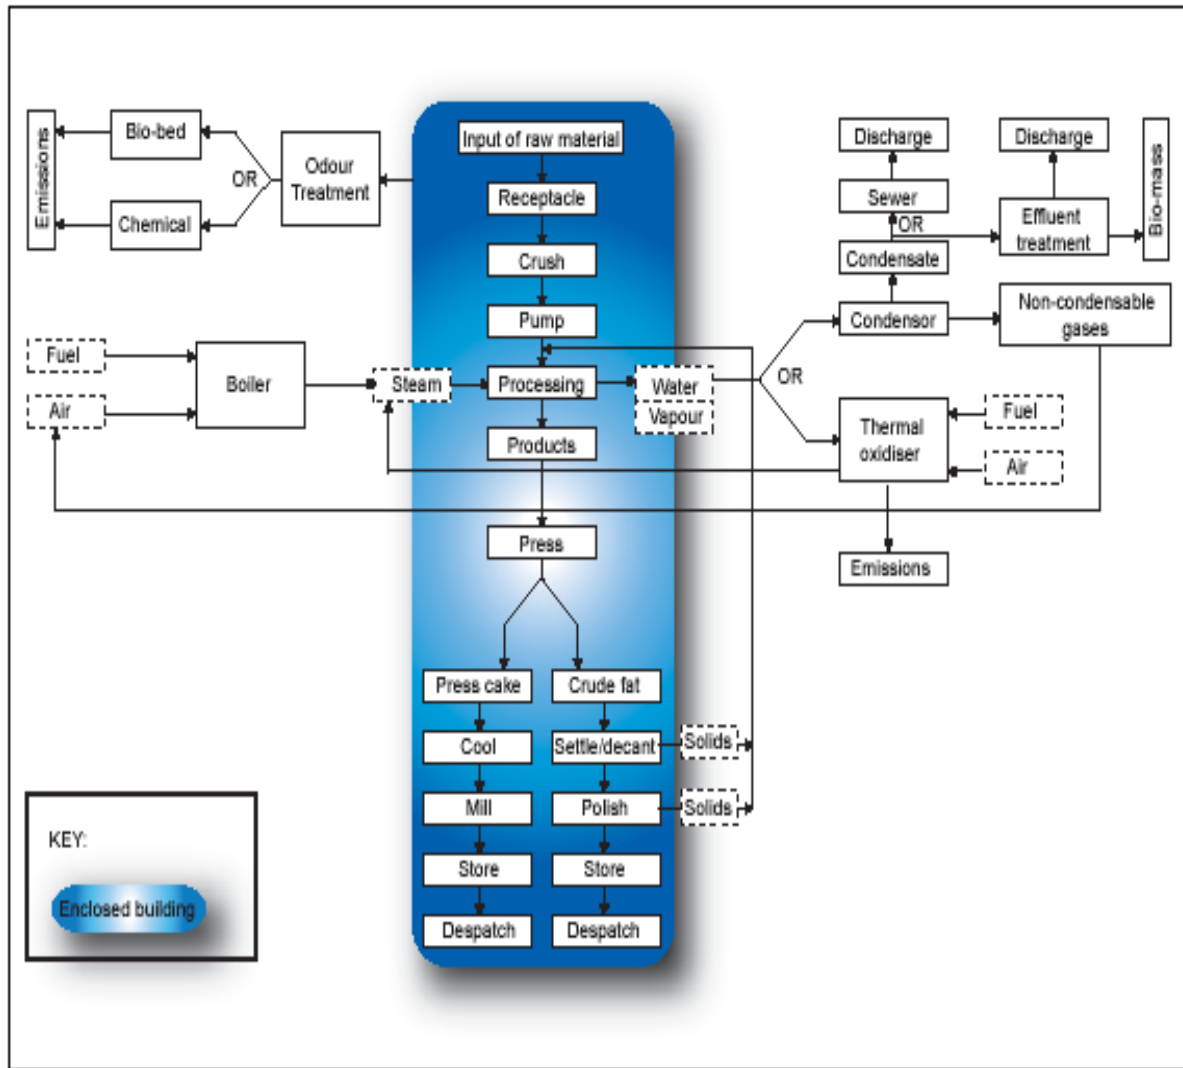 Input of raw material
Receptacle
Crush
Pump
Processing
Products
Press
Press cake
Crude fat
Cool
Settle/decant
Solids
Mill
Polish
Solids
Store
Store
Despatch
Despatch
Emissions
Bio-bed
Chemical
OR
Odour
Treatment
Fuel
Air
Boiler
Steam
Water
Vapour
OR
Discharge
Sewer
OR
Condensate
Condensor
Discharge
Effluent
treatment
Bio-mass
Non-condensable
gases
Thermal
oxidiser
Fuel
Air
Emissions
KEY:
Enclosed building